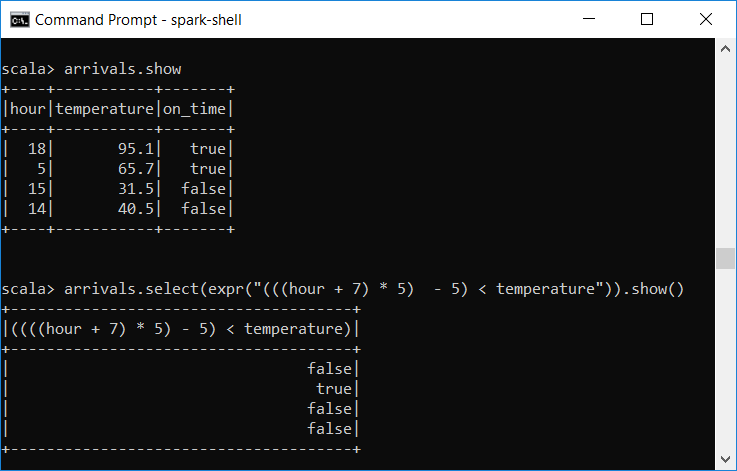 Command Prompt - spark-shell
scala> arrivals.show
+----+-----------+-------+
|hour|temperature|on_time|
+----+-----------+-------+
|  18|       95.1|   true|
|   5|       65.7|   true|
|  15|       31.5|  false|
|  14|       40.5|  false|
+----+-----------+-------+
scala> arrivals.select(expr("(((hour + 7) * 5)  - 5) < temperature")).show()
+--------------------------------------+
|((((hour + 7) * 5) - 5) < temperature)|
+--------------------------------------+
|                                 false|
|                                  true|
|                                 false|
|                                 false|
+--------------------------------------+